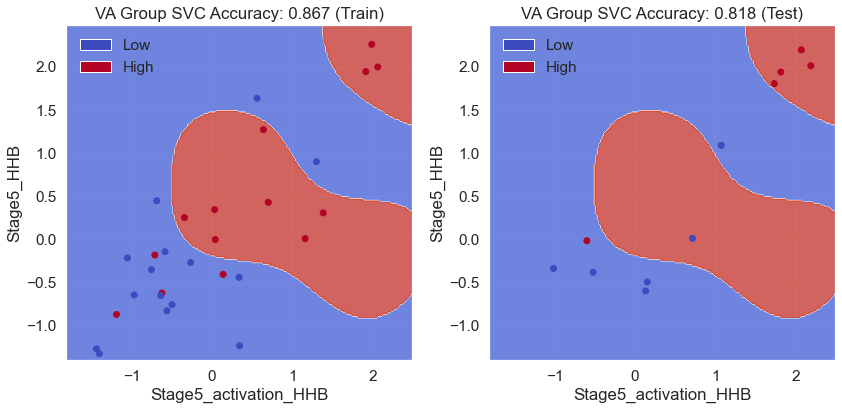 VA Group SVC Accuracy: 0.867 (Train)
Low
High
2.0
1.5
1.0
0.5
0.0
−0.5
−1.0
Stage5_HHB
−1
0
1
2
Stage5_activation_HHB
VA Group SVC Accuracy: 0.818 (Test)
Low
High
2.0
1.5
1.0
0.5
0.0
−0.5
−1.0
Stage5_HHB
−1
0
1
2
Stage5_activation_HHB